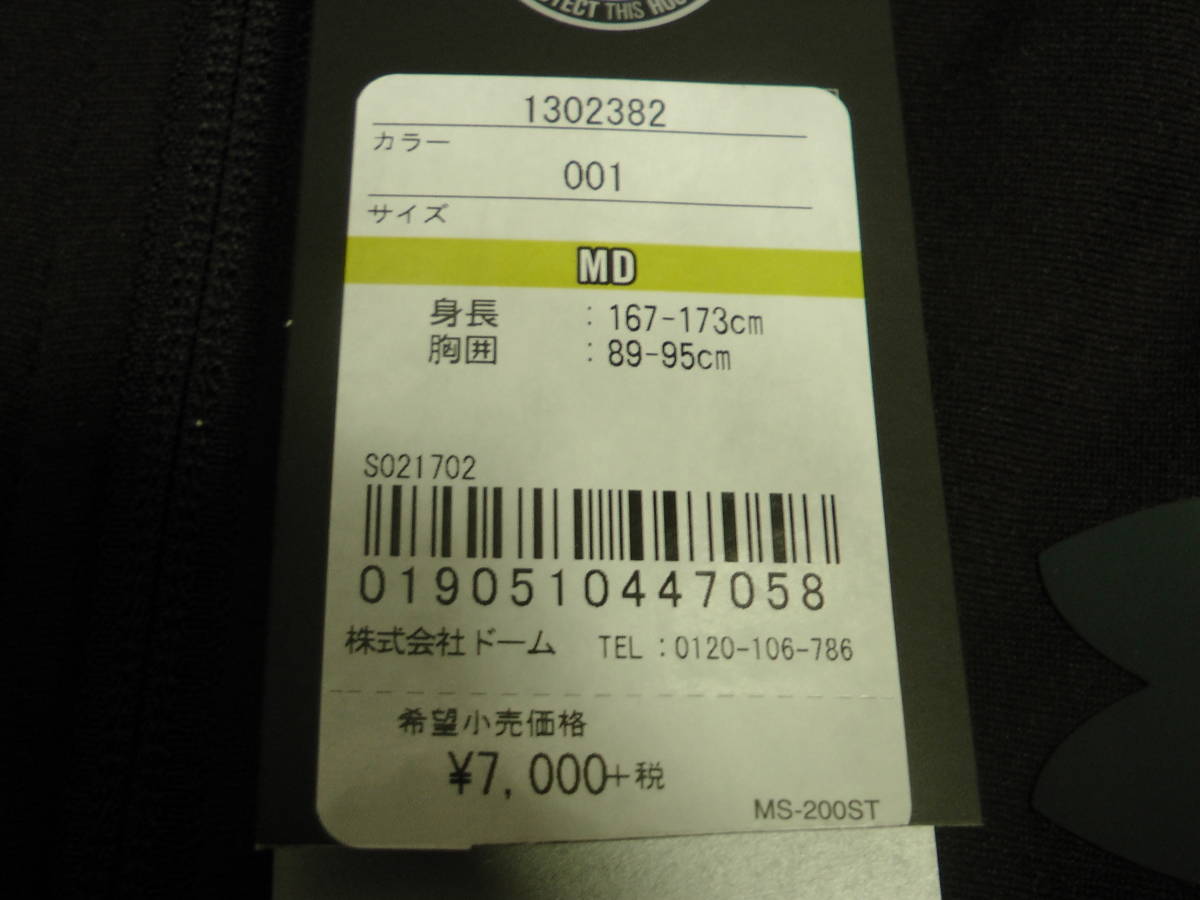 THIS
1302382
カラー
001
サイズ
MD
身長 : 167-173cm
胸囲 : 89-95cm
S021702
0190510447058
株式会社ドーム TEL : 0120-106-786
希望小売価格
¥7,000+税
MS-200ST